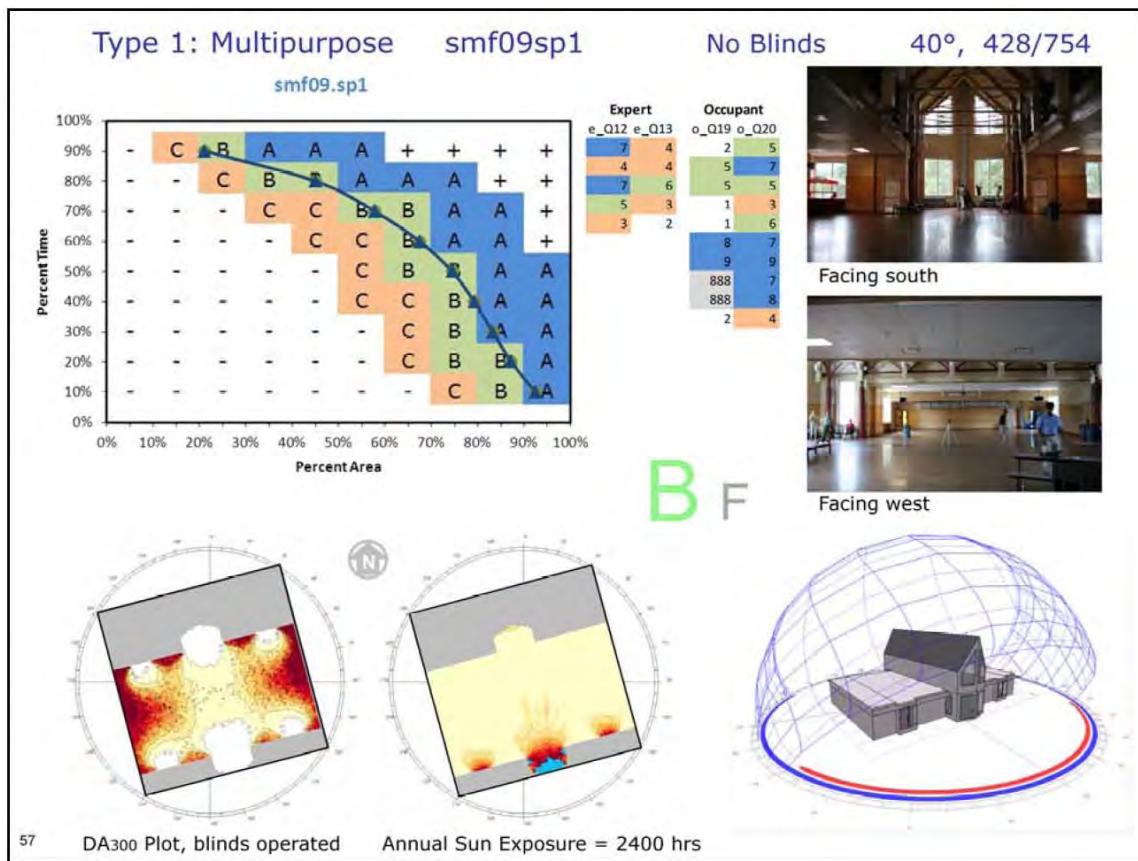 Type 1: Multipurpose smf09sp1 No Blinds 40°, 428/754
smf09.sp1
Percent Time
100%
90% - C B A A A + + + +
80% - - C B B A A A + +
70% - - - C C B B A A +
60% - - - - C C B A A +
50% - - - - - C B B A A
40% - - - - - C C B A A
30% - - - - - - C B A A
20% - - - - - - C B B A
10% - - - - - - - C B A
0%
0% 10% 20% 30% 40% 50% 60% 70% 80% 90% 100%
Percent Area
Expert Occupant
e_Q12 e_Q13 o_Q19 o_Q20
7 4 2 5
4 4 5 7
7 6 5 5
5 3 1 3
3 2 1 6
8 7
9 9
888 7
888 8
2 4
Facing south
Facing west
B F
N
57 DA300 Plot, blinds operated Annual Sun Exposure = 2400 hrs